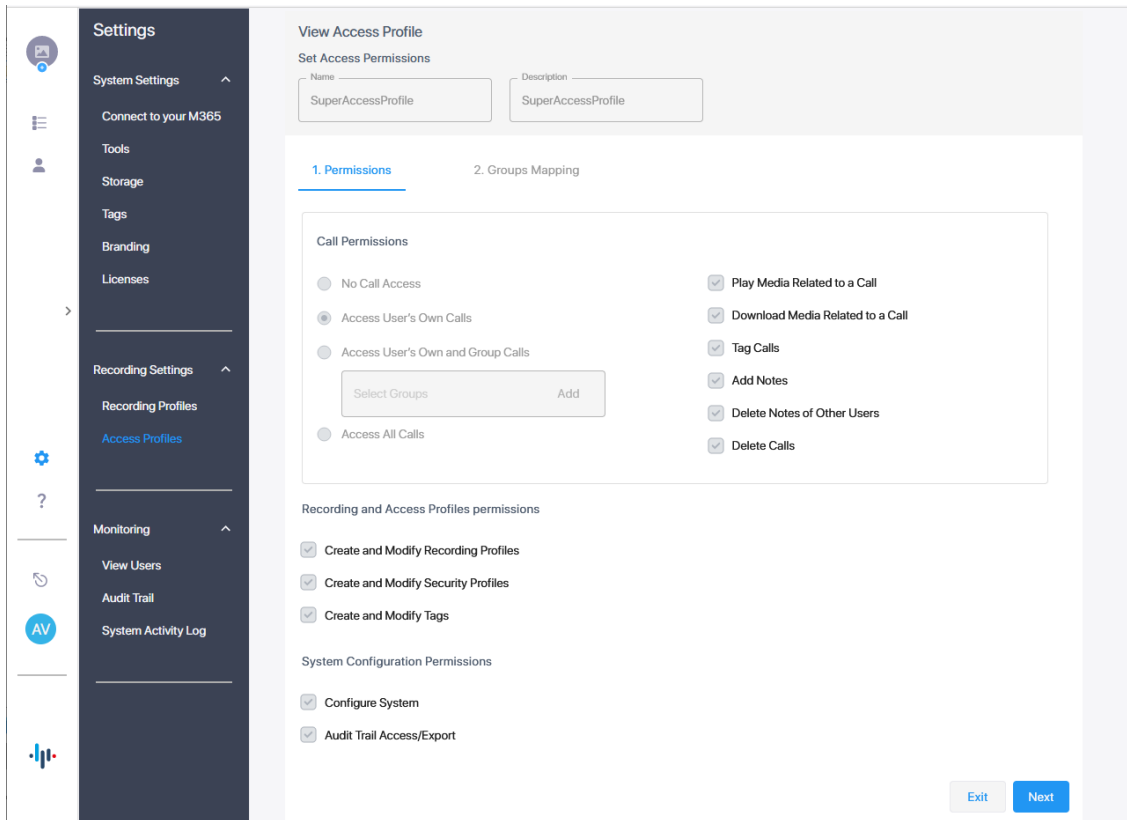 Settings
System Settings
Connect to your M365
Tools
Storage
Tags
Branding
Licenses
Recording Settings
Recording Profiles
Access Profiles
?
Monitoring
View Users
Audit Trail
System Activity Log
AV
View Access Profile
Set Access Permissions
Name
SuperAccessProfile
Description
SuperAccessProfile
1. Permissions
2. Groups Mapping
Call Permissions
No Call Access
Access User's Own Calls
Access User's Own and Group Calls
Select Groups
Add
Access All Calls
Play Media Related to a Call
Download Media Related to a Call
Tag Calls
Add Notes
Delete Notes of Other Users
Delete Calls
Recording and Access Profiles permissions
Create and Modify Recording Profiles
Create and Modify Security Profiles
Create and Modify Tags
System Configuration Permissions
Configure System
Audit Trail Access/Export
Exit
Next